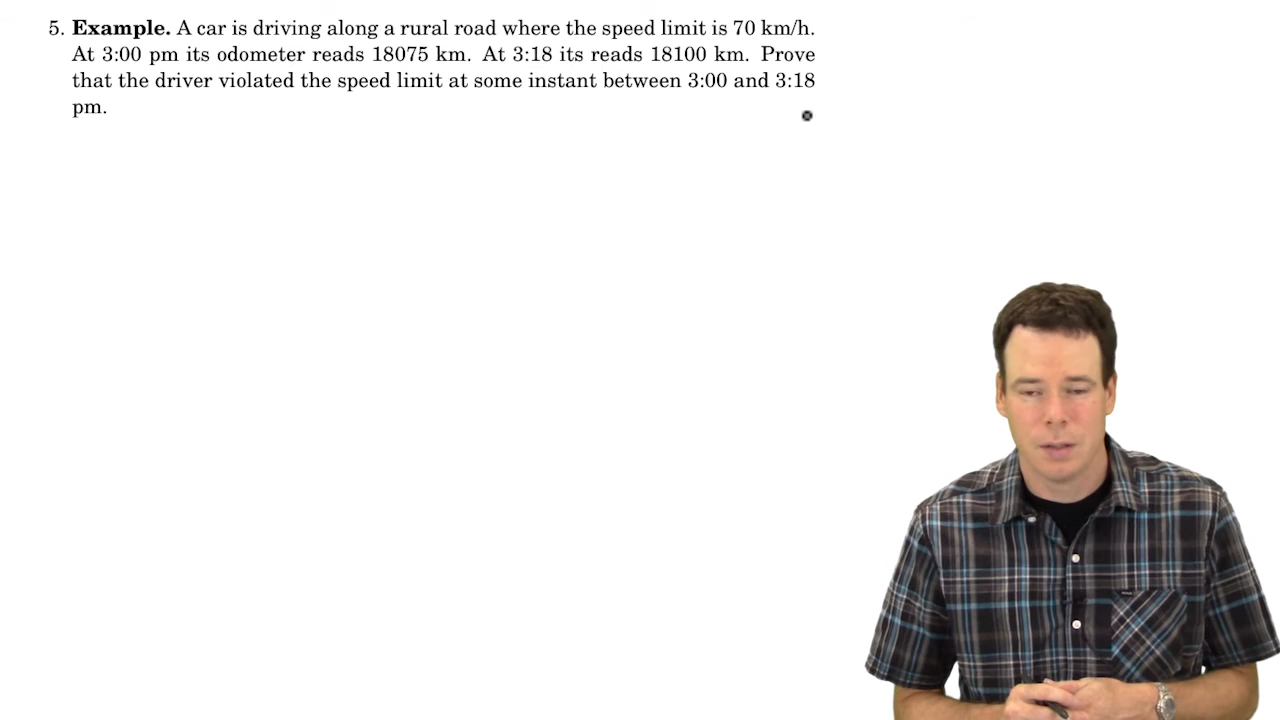 5. Example. A car is driving along a rural road where the speed limit is 70 km/h.
At 3:00 pm its odometer reads 18075 km. At 3:18 its reads 18100 km. Prove
that the driver violated the speed limit at some instant between 3:00 and 3:18
pm.